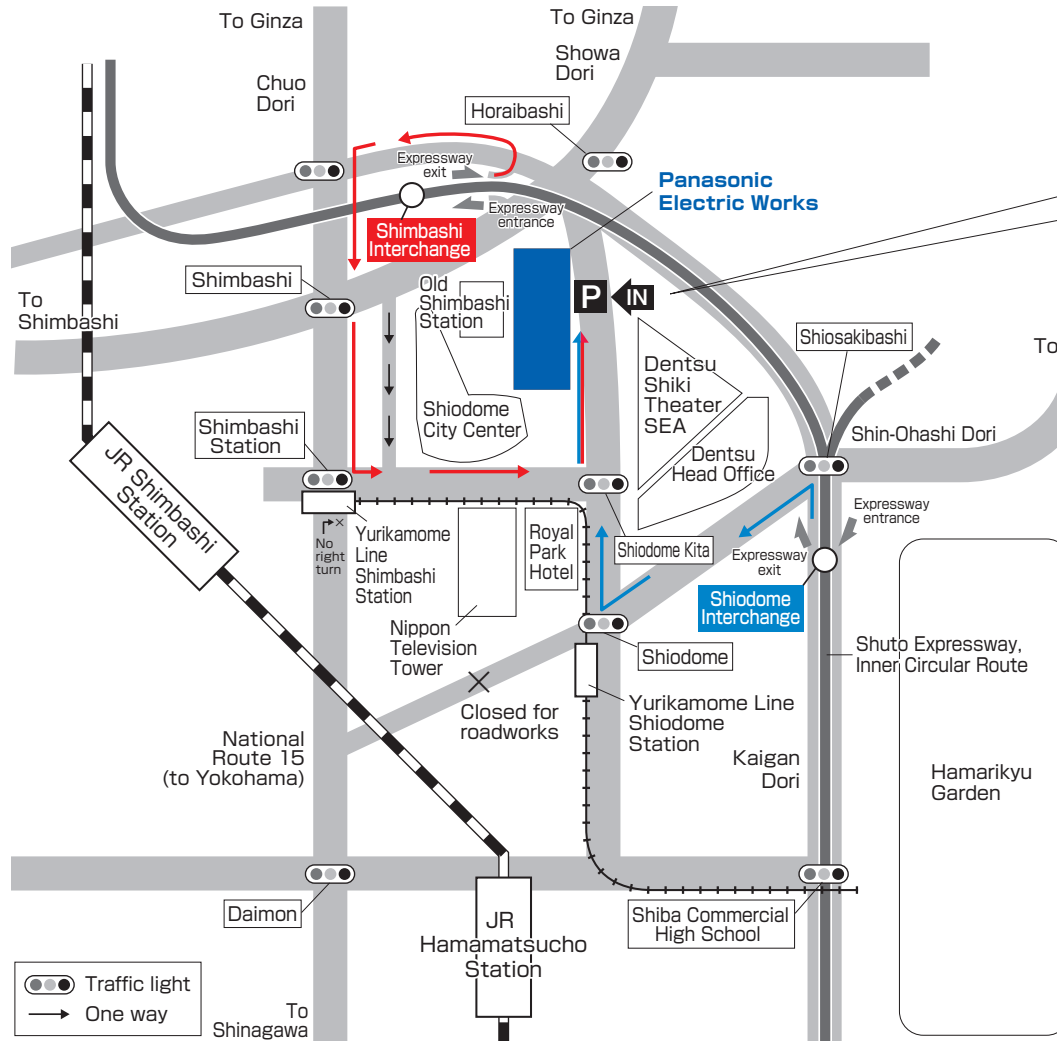 To Ginza
To Ginza
Chuo
Dori
Showa
Dori
Horaibashi
Expressway
exit
Panasonic
Electric Works
Expressway
entrance
Shimbashi
Interchange
Shimbashi
To
Shimbashi
Old
Shimbashi
Station
P
IN
Shiosakibashi
To
Dentsu
Shiki
Theater
SEA
Shiodome
City Center
Shimbashi
Station
Shin-Ohashi Dori
Dentsu
Head Office
JR Shimbashi
Station
No
right
turn
Yurikamome
Line
Shimbashi
Station
Royal
Park
Hotel
Shiodome Kita
Expressway
entrance
Expressway
exit
Shiodome
Interchange
Nippon
Television
Tower
Shiodome
Shuto Expressway,
Inner Circular Route
Closed for
roadworks
Yurikamome Line
Shiodome
Station
National
Route 15
(to Yokohama)
Kaigan
Dori
Hamarikyu
Garden
Daimon
JR
Hamamatsucho
Station
Shiba Commercial
High School
Traffic light
One way
To
Shinagawa